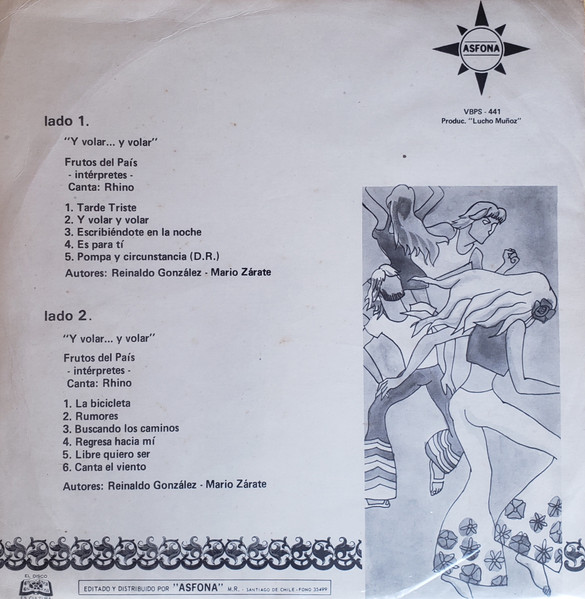 ASFONA
VBPS - 441
Produc. "Lucho Muñoz"
lado 1.
"Y volar... y volar"
Frutos del País
- intérpretes -
Canta: Rhino
1. Tarde Triste
2. Y volar y volar
3. Escribiéndote en la noche
4. Es para tí
5. Pompa y circunstancia (D.R.)
Autores: Reinaldo González - Mario Zárate
lado 2.
"Y volar... y volar"
Frutos del País
- intérpretes -
Canta: Rhino
1. La bicicleta
2. Rumores
3. Buscando los caminos
4. Regresa hacia mí
5. Libre quiero ser
6. Canta el viento
Autores: Reinaldo González - Mario Zárate
EL DISCO
ES CULTURA
EDITADO Y DISTRIBUIDO POR "ASFONA" M.R. - SANTIAGO DE CHILE - FONO 33499